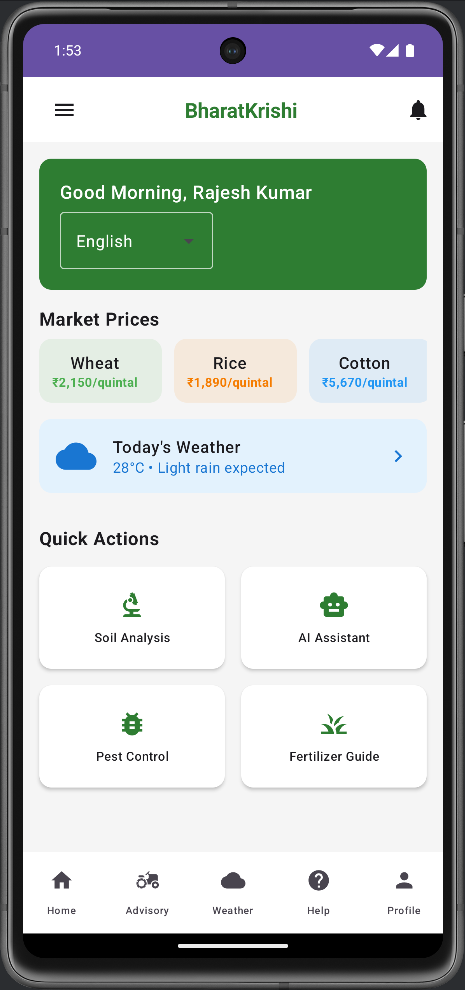 1:53
BharatKrishi
Good Morning, Rajesh Kumar
English
Market Prices
Wheat
₹2,150/quintal
Rice
₹1,890/quintal
Cotton
₹5,670/quintal
Today's Weather
28°C • Light rain expected
Quick Actions
Soil Analysis
AI Assistant
Pest Control
Fertilizer Guide
Home
Advisory
Weather
Help
Profile